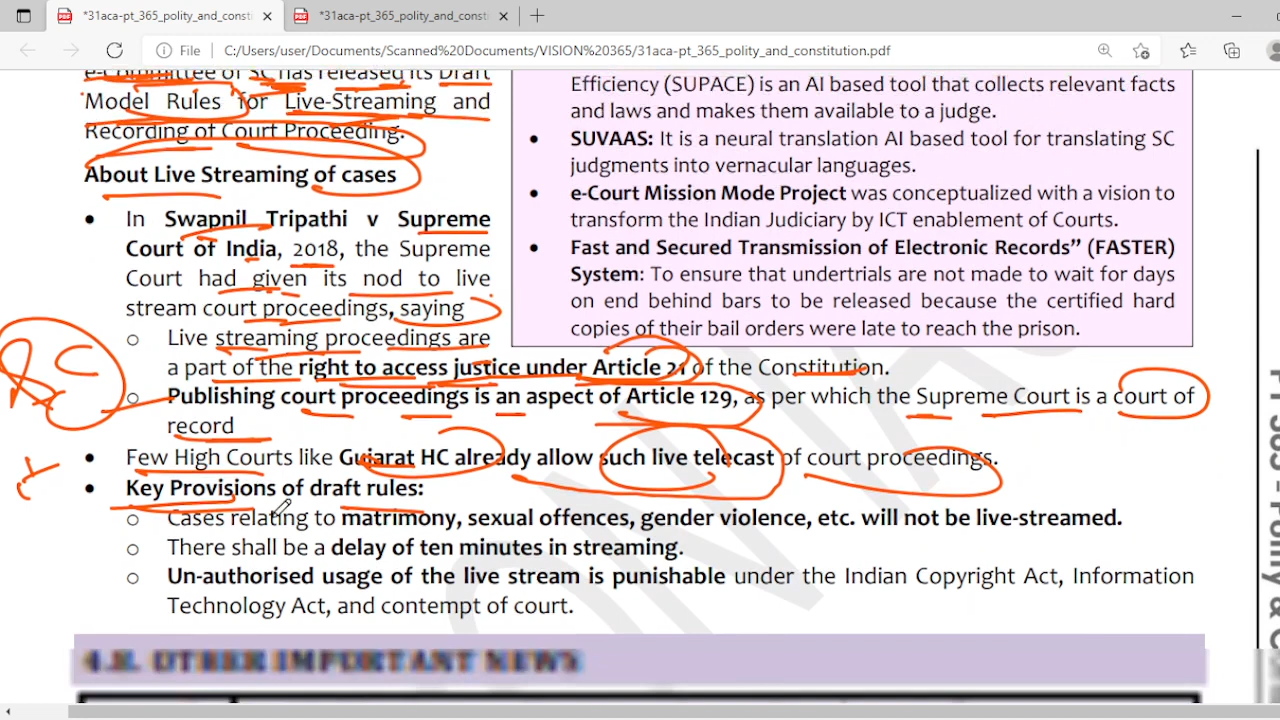 *31aca-pt_365_polity_and_consti
*31aca-pt_365_polity_and_consti
File
C:/Users/user/Documents/Scanned%20Documents/VISION%20365/31aca-pt_365_polity_and_constitution.pdf
e-Committee of SC has released its Draft
Model Rules for Live-Streaming and
Recording of Court Proceeding.
About Live Streaming of cases
• In Swapnil Tripathi v Supreme
Court of India, 2018, the Supreme
Court had given its nod to live
stream court proceedings, saying
o Live streaming proceedings are
a part of the right to access justice under Article 21 of the Constitution.
o Publishing court proceedings is an aspect of Article 129, as per which the Supreme Court is a court of
record
• Few High Courts like Gujarat HC already allow such live telecast of court proceedings.
• Key Provisions of draft rules:
o Cases relating to matrimony, sexual offences, gender violence, etc. will not be live-streamed.
o There shall be a delay of ten minutes in streaming.
o Un-authorised usage of the live stream is punishable under the Indian Copyright Act, Information
Technology Act, and contempt of court.
Efficiency (SUPACE) is an AI based tool that collects relevant facts
and laws and makes them available to a judge.
• SUVAAS: It is a neural translation AI based tool for translating SC
judgments into vernacular languages.
• e-Court Mission Mode Project was conceptualized with a vision to
transform the Indian Judiciary by ICT enablement of Courts.
• Fast and Secured Transmission of Electronic Records” (FASTER)
System: To ensure that undertrials are not made to wait for days
on end behind bars to be released because the certified hard
copies of their bail orders were late to reach the prison.
4.8. OTHER IMPORTANT NEWS